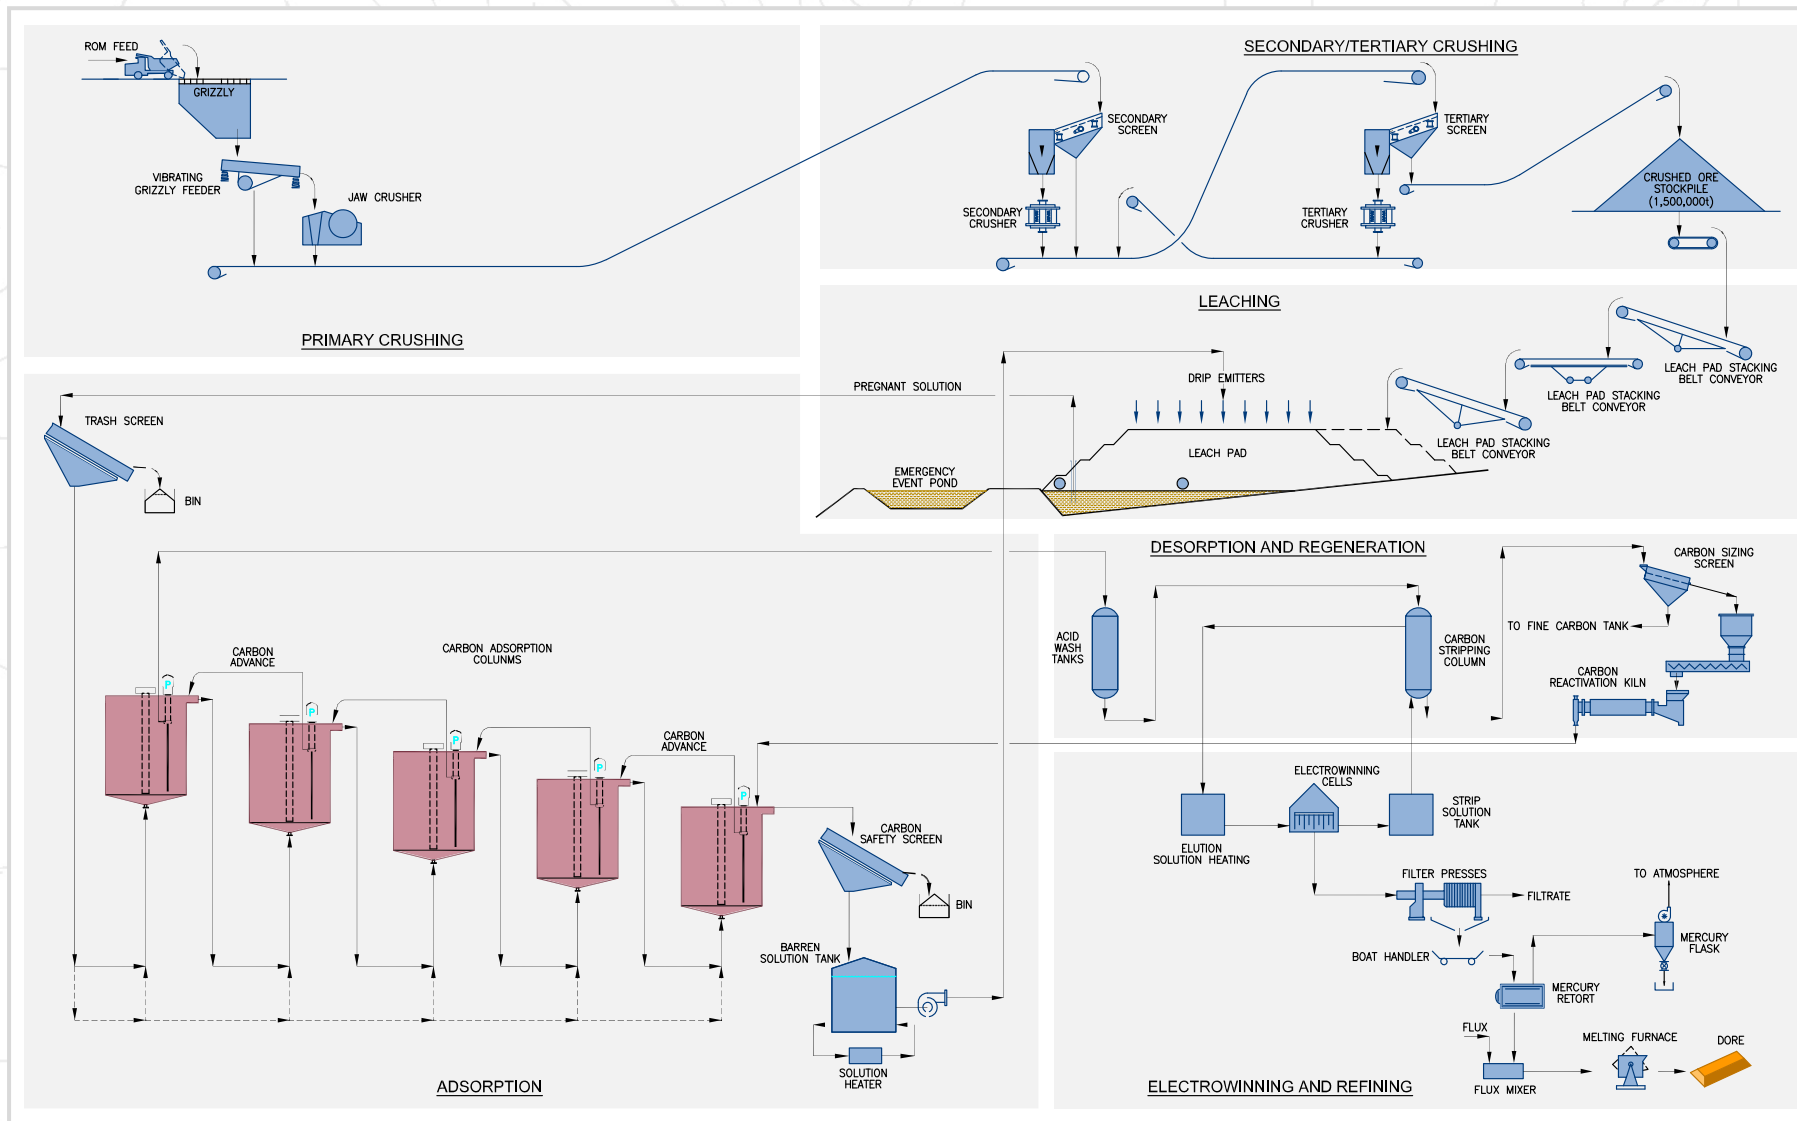 ROM FEED
GRIZZLY
VIBRATING
GRIZZLY FEEDER
JAW CRUSHER
PRIMARY CRUSHING
SECONDARY/TERTIARY CRUSHING
SECONDARY
SCREEN
TERTIARY
SCREEN
SECONDARY
CRUSHER
TERTIARY
CRUSHER
CRUSHED ORE
STOCKPILE
(1,500,000t)
LEACHING
PREGNANT SOLUTION
DRIP EMITTERS
LEACH PAD STACKING
BELT CONVEYOR
LEACH PAD STACKING
BELT CONVEYOR
LEACH PAD STACKING
BELT CONVEYOR
LEACH PAD
EMERGENCY
EVENT POND
TRASH SCREEN
BIN
CARBON
ADVANCE
CARBON ADSORPTION
COLUNMS
P
P
P
P
P
CARBON
ADVANCE
CARBON
SAFETY SCREEN
BIN
BARREN
SOLUTION TANK
SOLUTION
HEATER
ADSORPTION
DESORPTION AND REGENERATION
ACID
WASH
TANKS
CARBON
STRIPPING
COLUMN
CARBON SIZING
SCREEN
TO FINE CARBON TANK
CARBON
REACTIVATION KILN
ELECTROWINNING
CELLS
ELUTION
SOLUTION HEATING
STRIP
SOLUTION
TANK
FILTER PRESSES
FILTRATE
TO ATMOSPHERE
MERCURY
FLASK
BOAT HANDLER
MERCURY
RETORT
FLUX
FLUX MIXER
MELTING FURNACE
DORE
ELECTROWINNING AND REFINING